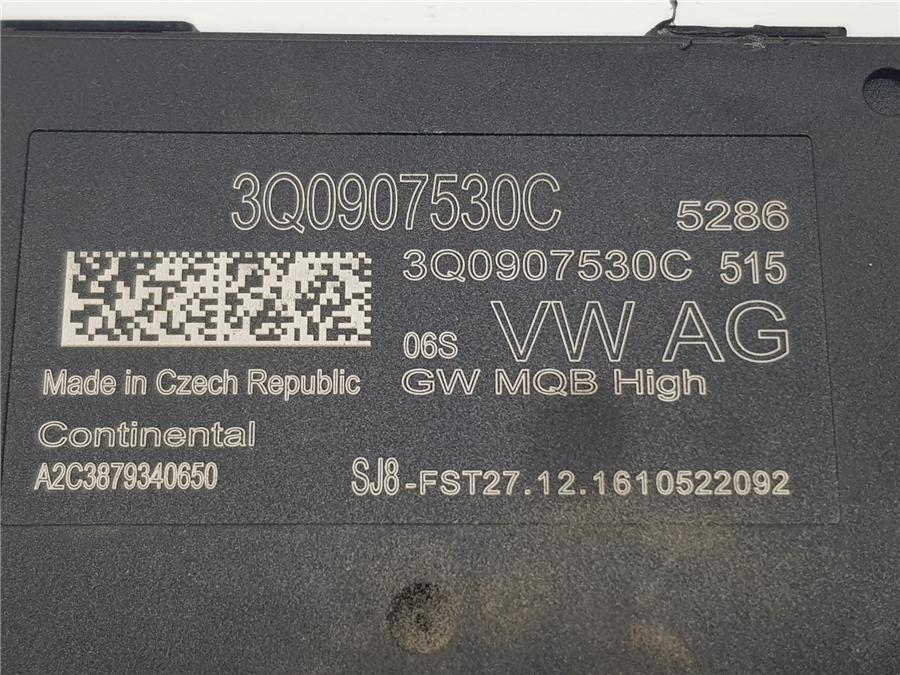 3Q0907530C
5286
3Q0907530C 515
06S VW AG
Made in Czech Republic
GW MQB High
Continental
A2C3879340650
SJ8-FST27.12.1610522092